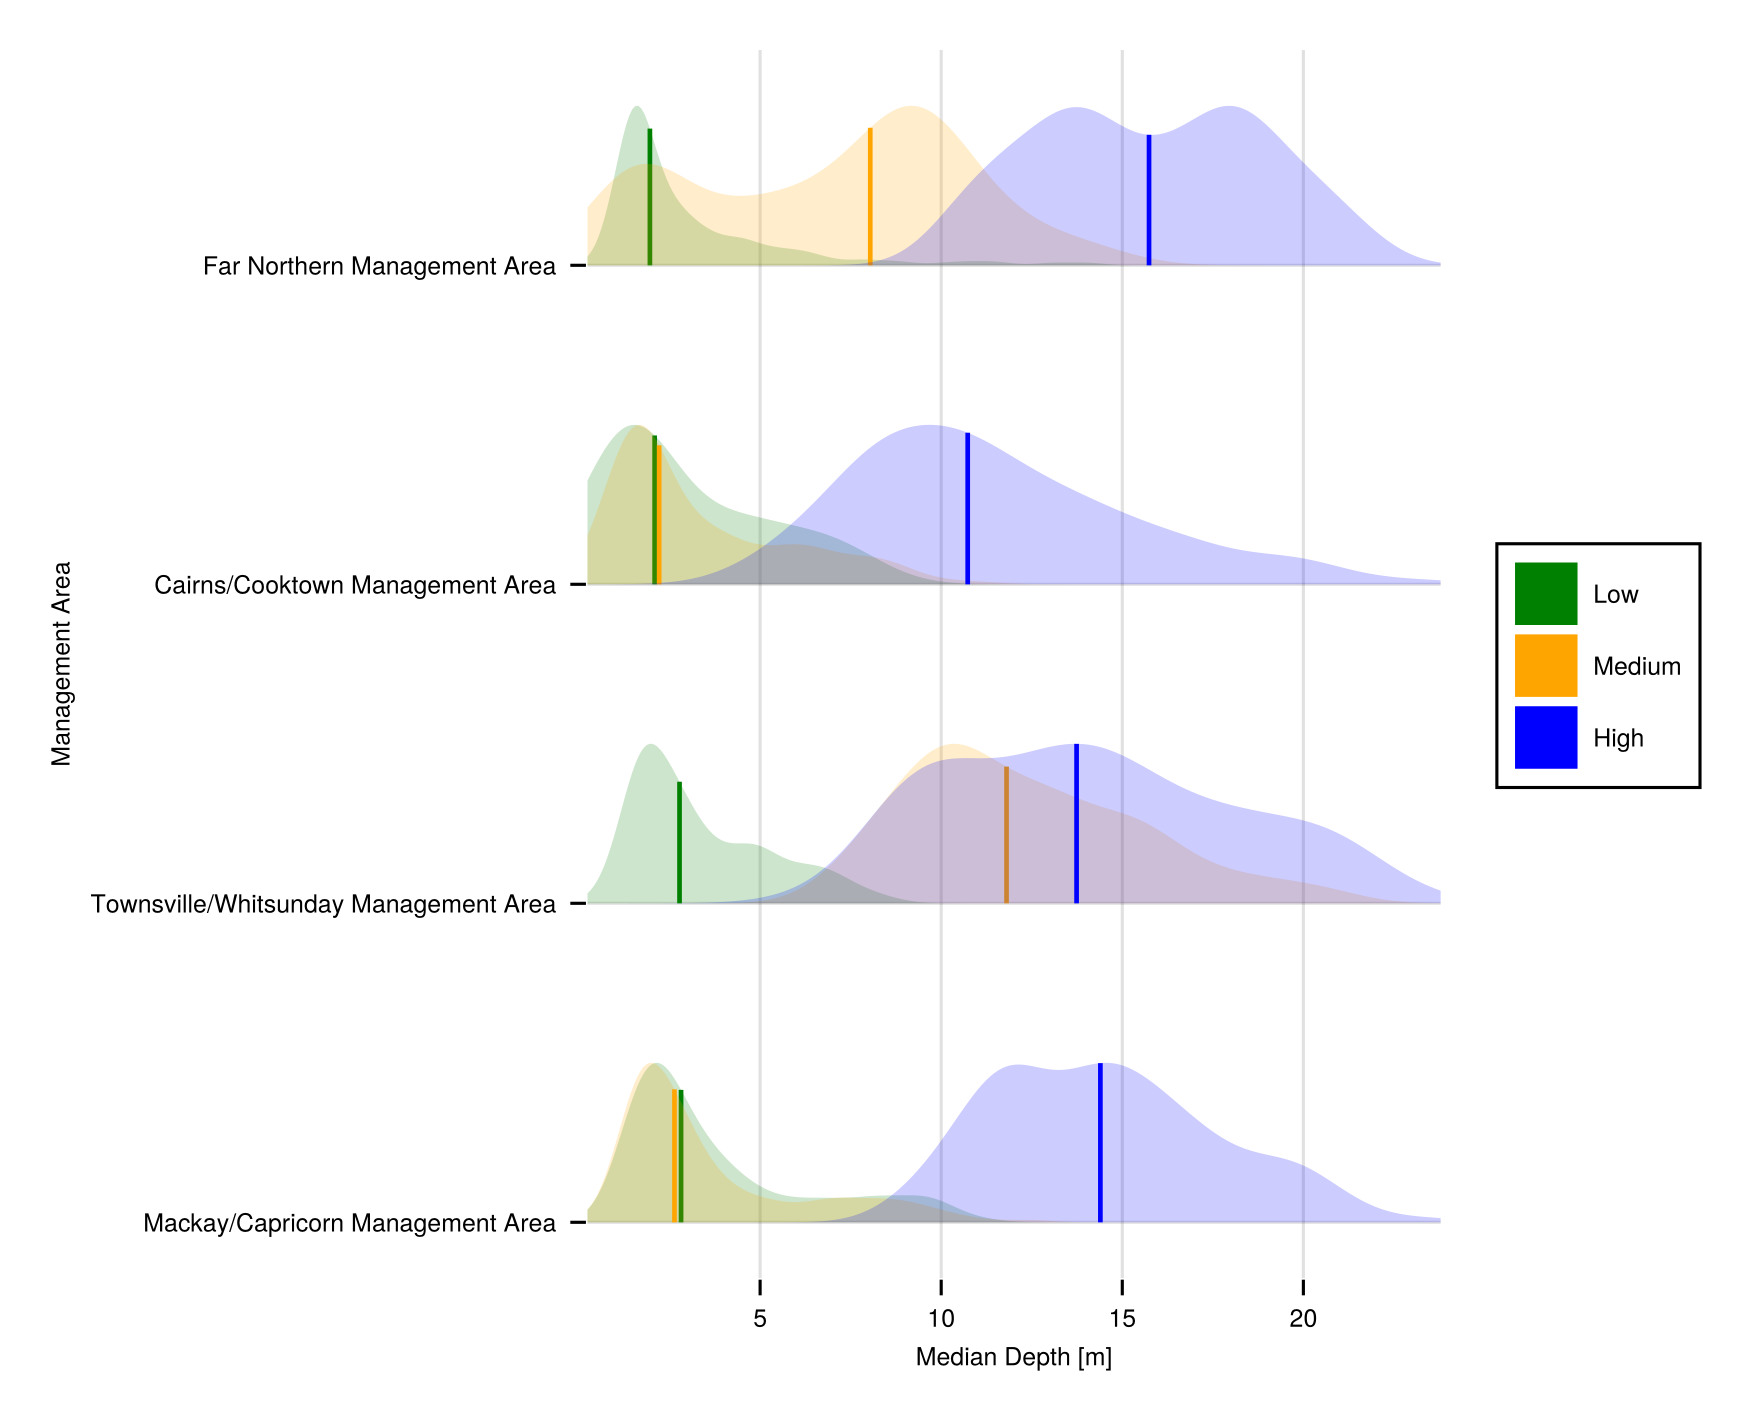 Far Northern Management Area
Cairns/Cooktown Management Area
Townsville/Whitsunday Management Area
Mackay/Capricorn Management Area
Management Area
5 10 15 20
Median Depth [m]
Low
Medium
High